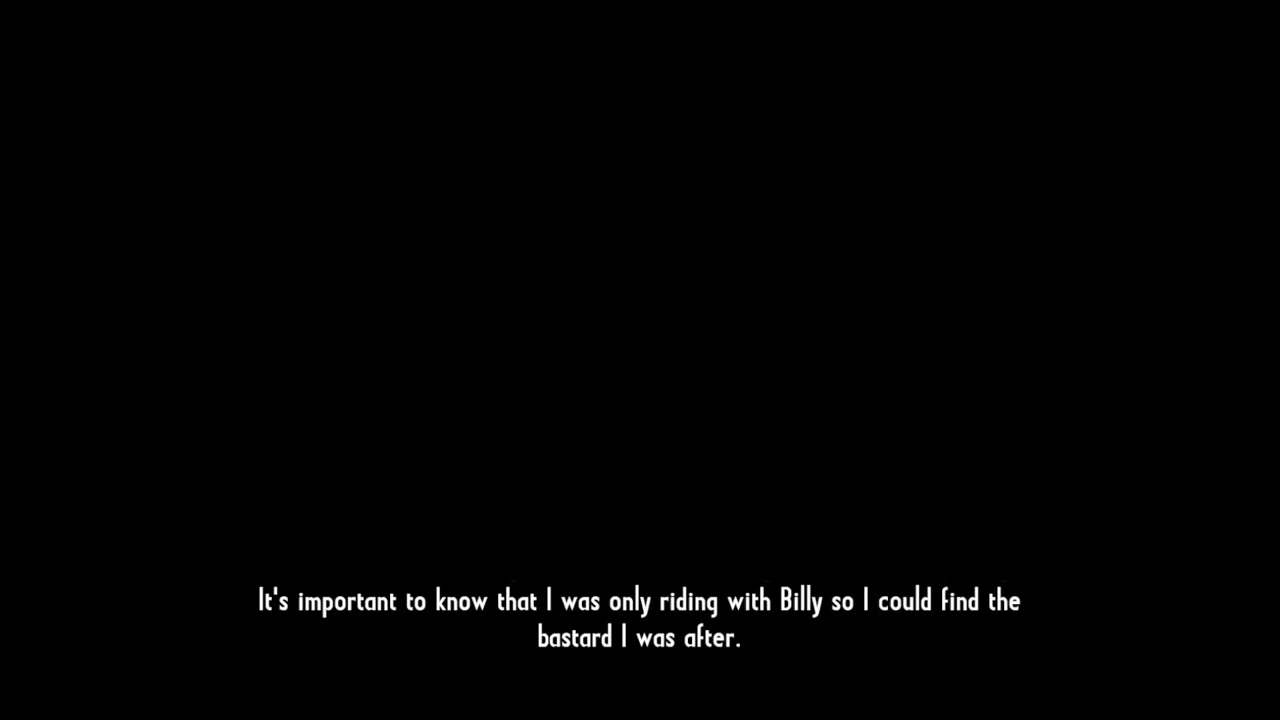 It's important to know that I was only riding with Billy so I could find the
bastard I was after.